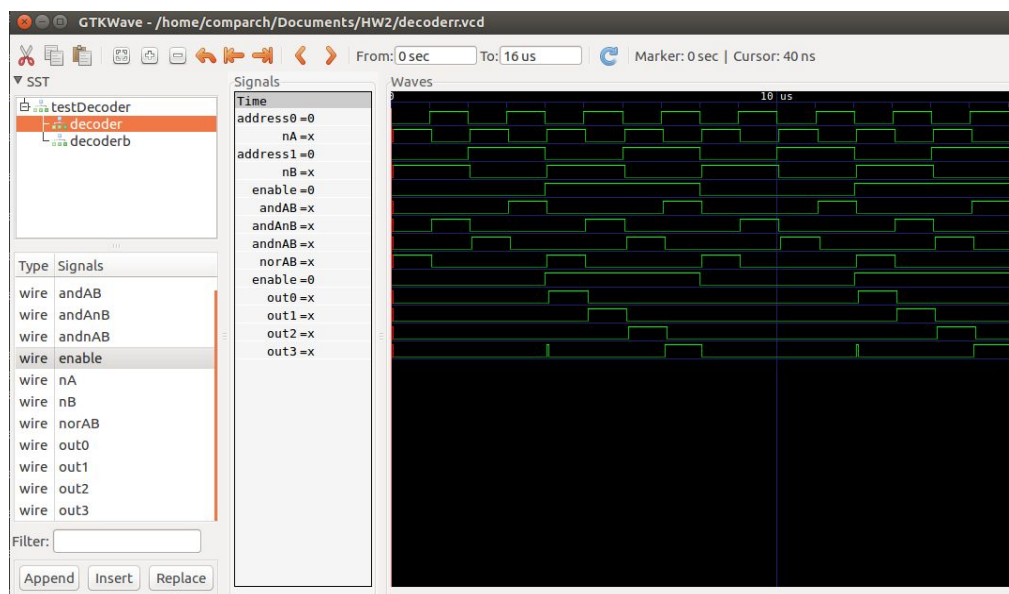 GTKWave - /home/comparch/Documents/HW2/decoderr.vcd
From: 0 sec To: 16 us Marker: 0 sec | Cursor: 40 ns
SST
testDecoder
decoder
decoderb
Type Signals
wire andAB
wire andAnB
wire andnAB
wire enable
wire nA
wire nB
wire norAB
wire out0
wire out1
wire out2
wire out3
Filter:
Append Insert Replace
Signals
Time
address0=0
nA=x
address1=0
nB=x
enable=0
andAB=x
andAnB=x
andnAB=x
norAB=x
enable=0
out0=x
out1=x
out2=x
out3=x
Waves
10 us